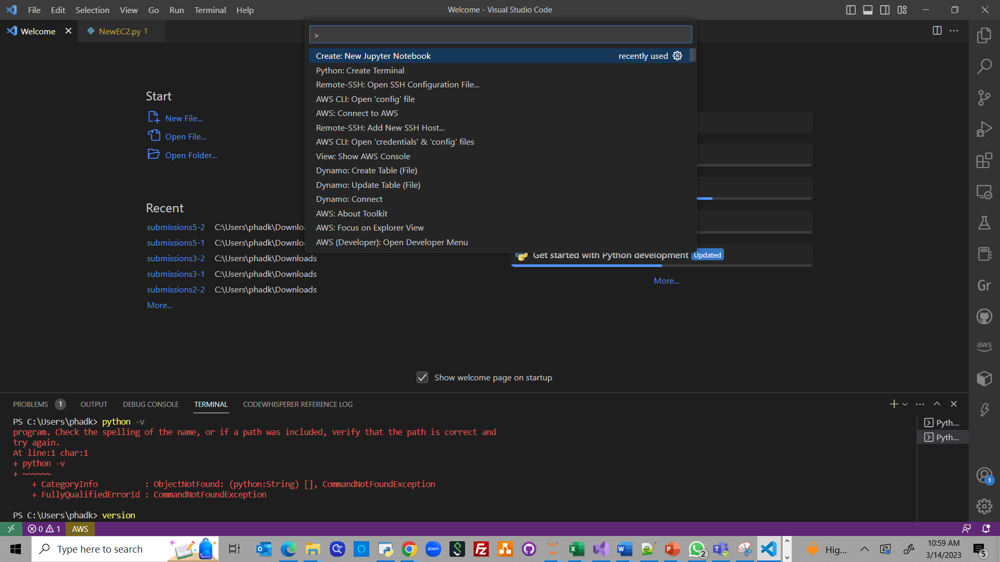 File Edit Selection View Go Run Terminal Help
Welcome - Visual Studio Code
Welcome
NewEC2.py 1
>
Create: New Jupyter Notebook recently used
Python: Create Terminal
Remote-SSH: Open SSH Configuration File...
AWS CLI: Open 'config' file
AWS: Connect to AWS
Remote-SSH: Add New SSH Host...
AWS CLI: Open 'credentials' & 'config' files
View: Show AWS Console
Dynamo: Create Table (File)
Dynamo: Update Table (File)
Dynamo: Connect
AWS: About Toolkit
AWS: Focus on Explorer View
AWS (Developer): Open Developer Menu
Start
New File...
Open File...
Open Folder...
Recent
submissions5-2 C:\Users\phadk\Downlo
submissions5-1 C:\Users\phadk\Downlo
submissions3-2 C:\Users\phadk\Downloads
submissions3-1 C:\Users\phadk\Downloads
submissions2-2 C:\Users\phadk\Downloads
More...
Get started with Python development Updated
More...
Show welcome page on startup
Gr
aws
1
PROBLEMS 1 OUTPUT DEBUG CONSOLE TERMINAL CODEWHISPERER REFERENCE LOG
PS C:\Users\phadk> python -v
program. Check the spelling of the name, or if a path was included, verify that the path is correct and
try again.
At line:1 char:1
+ python -v
+ ~~~~~~
+ CategoryInfo : ObjectNotFound: (python:String) [], CommandNotFoundException
+ FullyQualifiedErrorId : CommandNotFoundException
PS C:\Users\phadk> version
Pyth...
Pyth...
0 1 AWS
Type here to search
zoom
2
Hig...
10:59 AM
3/14/2023
5